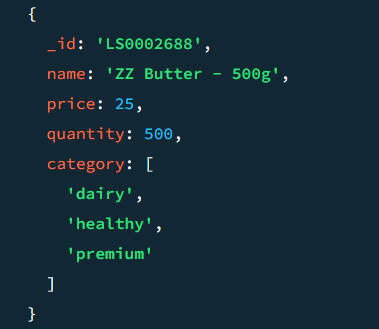 {
_id: 'LS0002688',
name: 'ZZ Butter - 500g',
price: 25,
quantity: 500,
category: [
'dairy',
'healthy',
'premium'
]
}